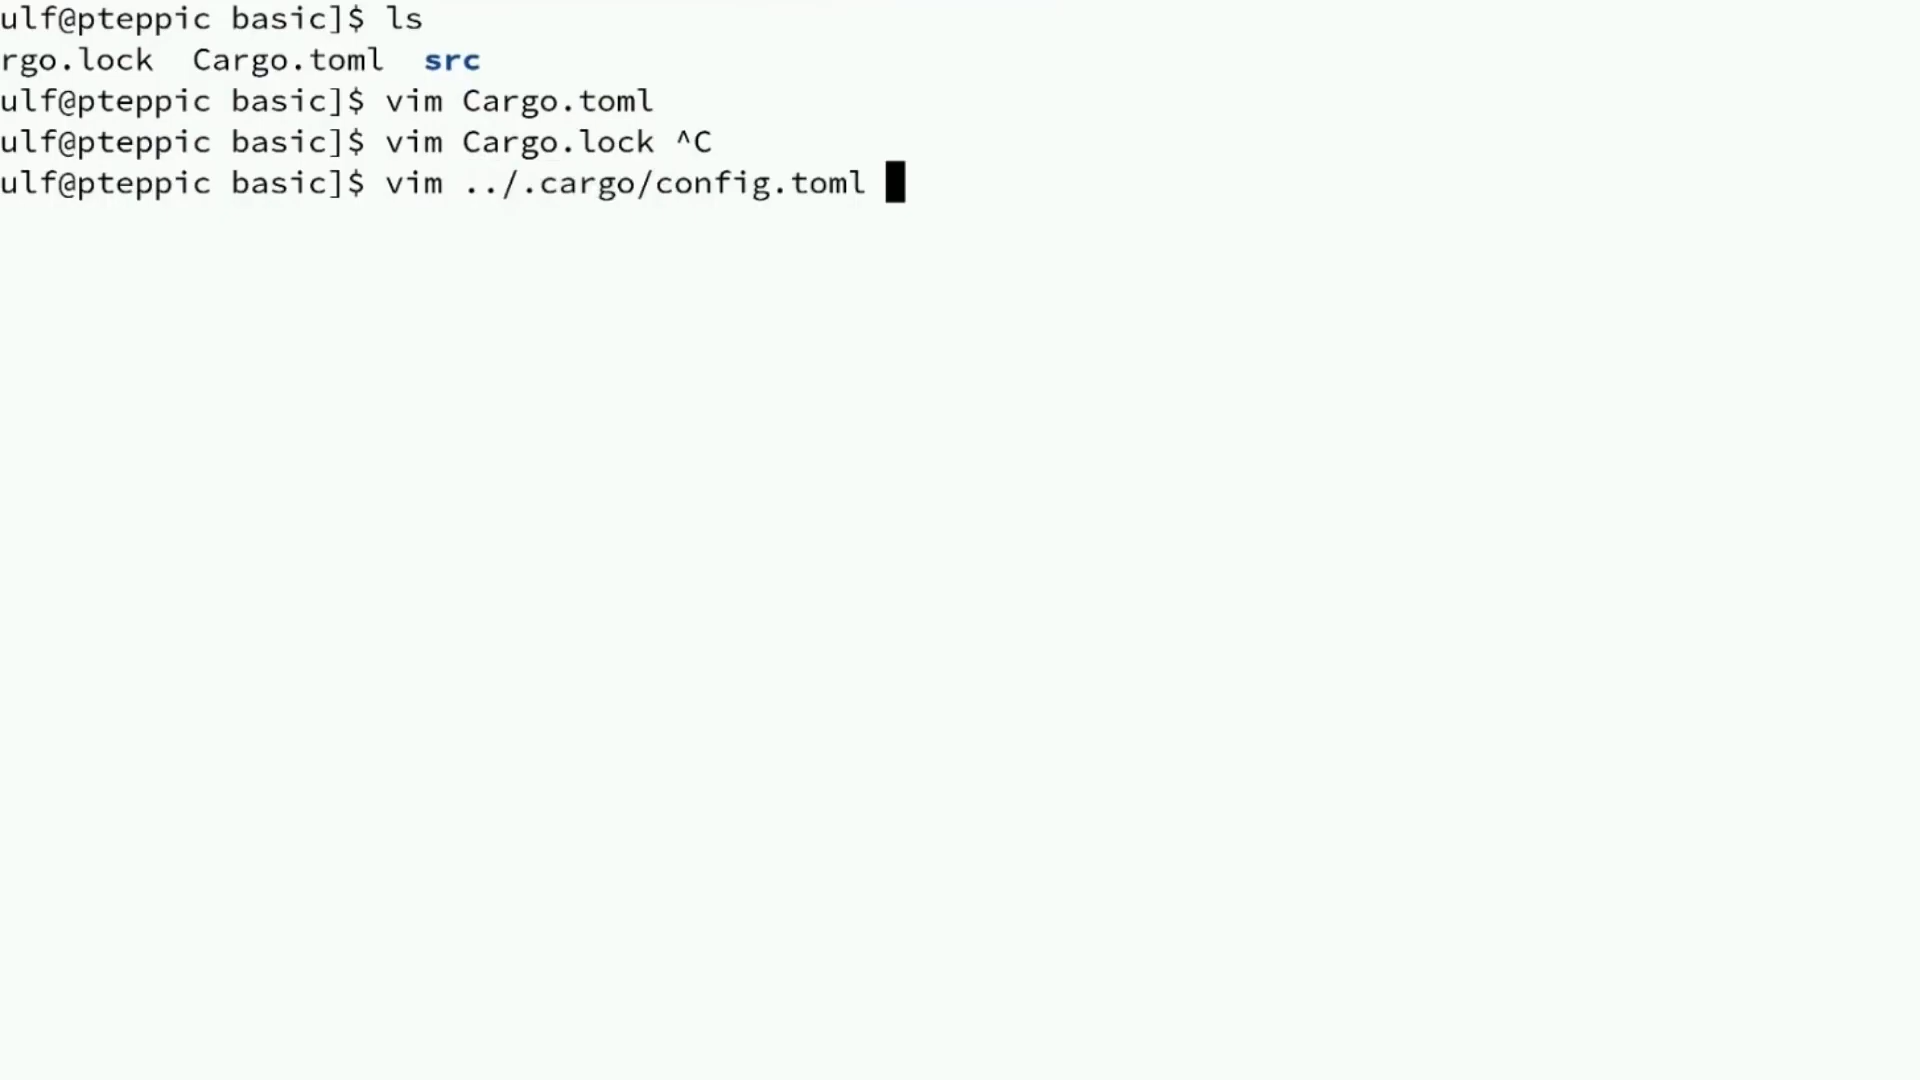 ulf@pteppic basic]$ ls
rgo.lock  Cargo.toml  src
ulf@pteppic basic]$ vim Cargo.toml
ulf@pteppic basic]$ vim Cargo.lock ^C
ulf@pteppic basic]$ vim ../.cargo/config.toml